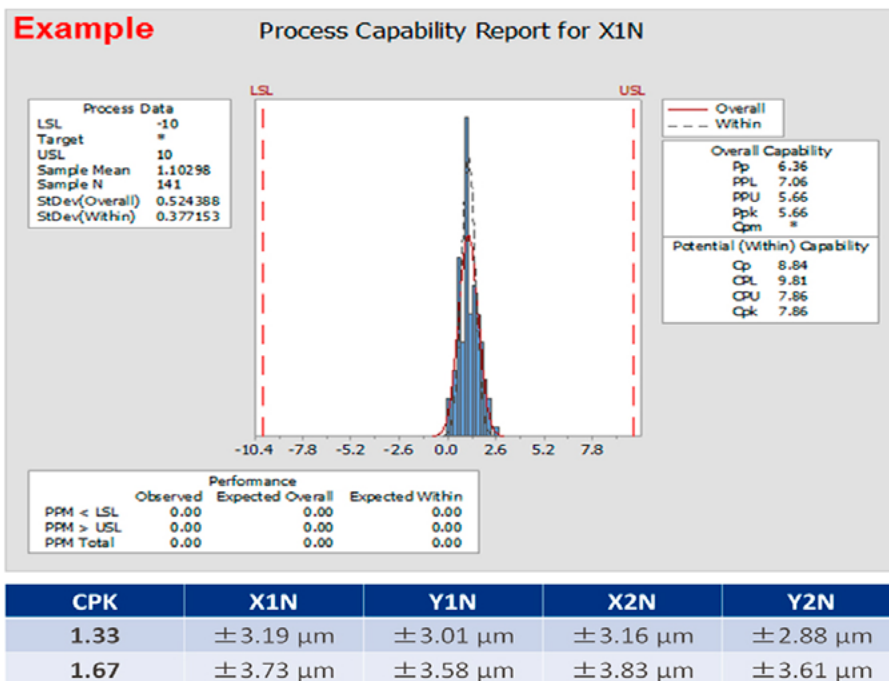 Example
Process Capability Report for X1N
LSL
USL
Process Data
LSL -10
Target *
USL 10
Sample Mean 1.10298
Sample N 141
StDev(Overall) 0.524388
StDev(Within) 0.377153
Overall
Within
Overall Capability
Pp 6.36
PPL 7.06
PPU 5.66
Ppk 5.66
Cpm *
Potential (Within) Capability
Cp 8.84
CPL 9.81
CPU 7.86
Cpk 7.86
-10.4 -7.8 -5.2 -2.6 0.0 2.6 5.2 7.8
Performance
Observed Expected Overall Expected Within
PPM < LSL 0.00 0.00 0.00
PPM > USL 0.00 0.00 0.00
PPM Total 0.00 0.00 0.00
CPK X1N Y1N X2N Y2N
1.33 ±3.19 μm ±3.01 μm ±3.16 μm ±2.88 μm
1.67 ±3.73 μm ±3.58 μm ±3.83 μm ±3.61 μm